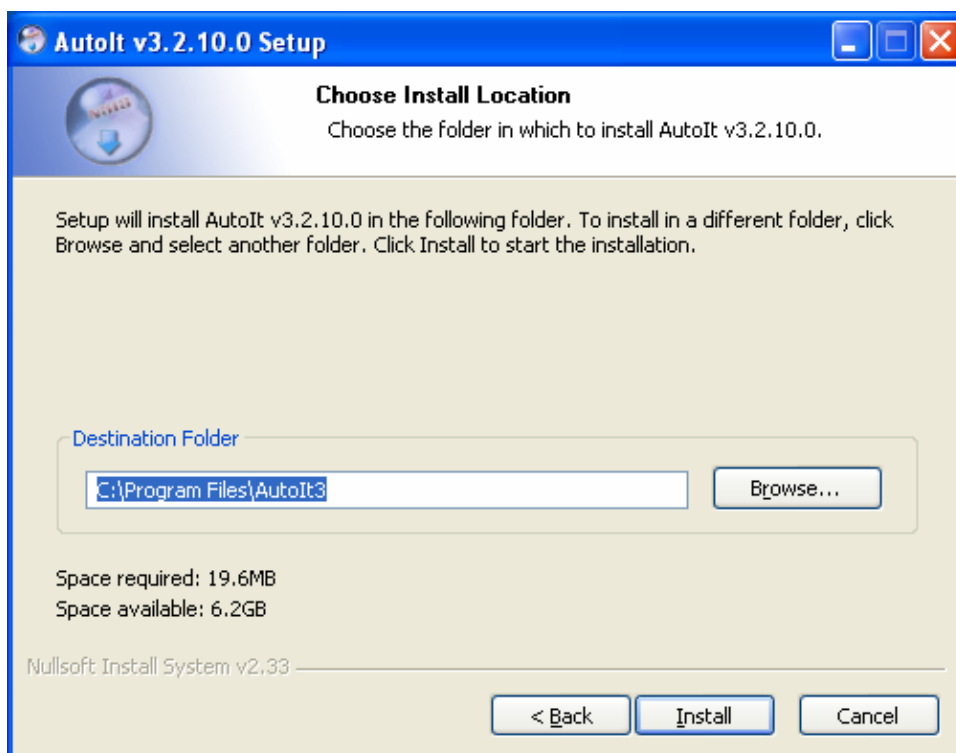 AutoIt v3.2.10.0 Setup
Choose Install Location
Choose the folder in which to install AutoIt v3.2.10.0.
Setup will install AutoIt v3.2.10.0 in the following folder. To install in a different folder, click
Browse and select another folder. Click Install to start the installation.
Destination Folder
C:\Program Files\AutoIt3
Browse...
Space required: 19.6MB
Space available: 6.2GB
Nullsoft Install System v2.33
< Back
Install
Cancel